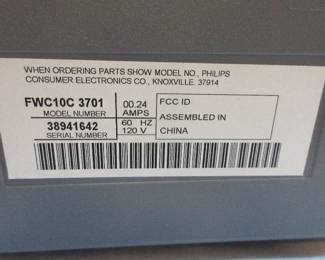 WHEN ORDERING PARTS SHOW MODEL NO., PHILIPS
CONSUMER ELECTRONICS CO., KNOXVILLE. 37914
FWC10C 3701
MODEL NUMBER
38941642
SERIAL NUMBER
00.24
AMPS
60 HZ
120 V
FCC ID
ASSEMBLED IN
CHINA